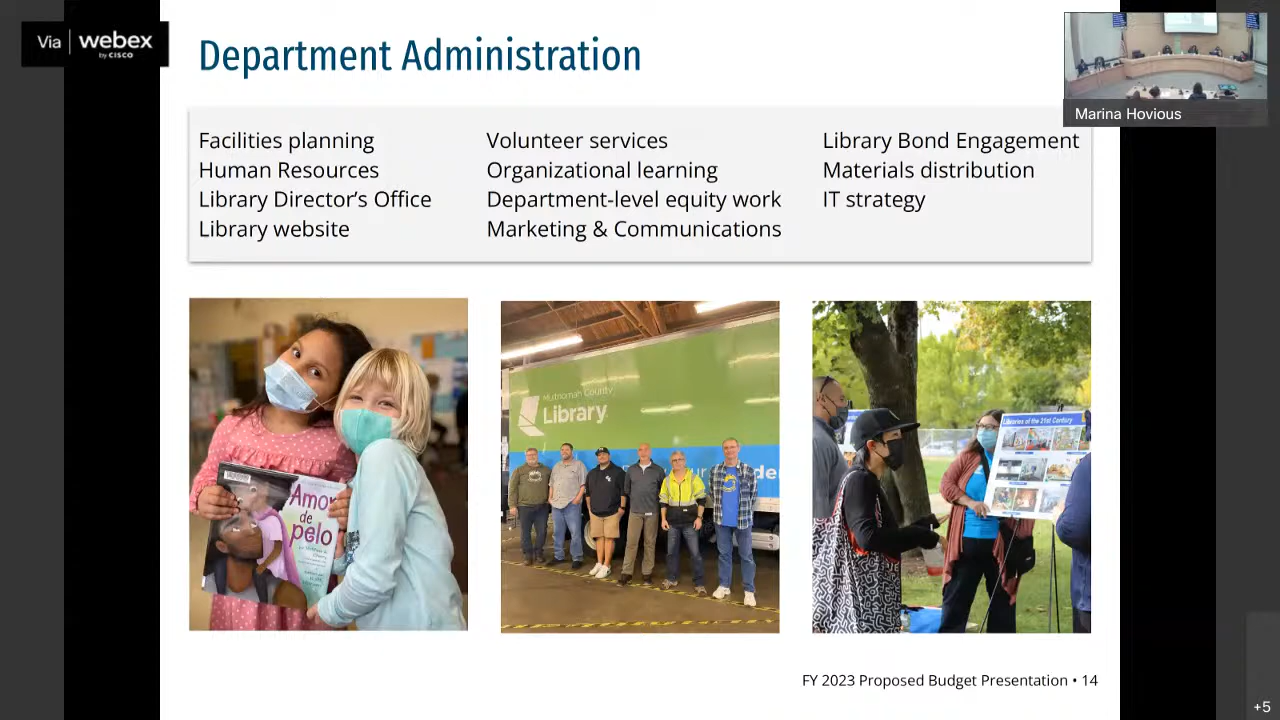 Via webex
by CISCO
Department Administration
Marina Hovious
Facilities planning
Human Resources
Library Director's Office
Library website
Volunteer services
Organizational learning
Department-level equity work
Marketing & Communications
Library Bond Engagement
Materials distribution
IT strategy
Amor
de
pelo
Multnomah County
Library
Libraries of the 21st Century
FY 2023 Proposed Budget Presentation • 14
+5